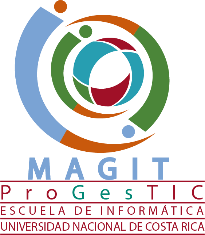 MAGIT
ProGesTIC
ESCUELA DE INFORMÁTICA
UNIVERSIDAD NACIONAL DE COSTA RICA